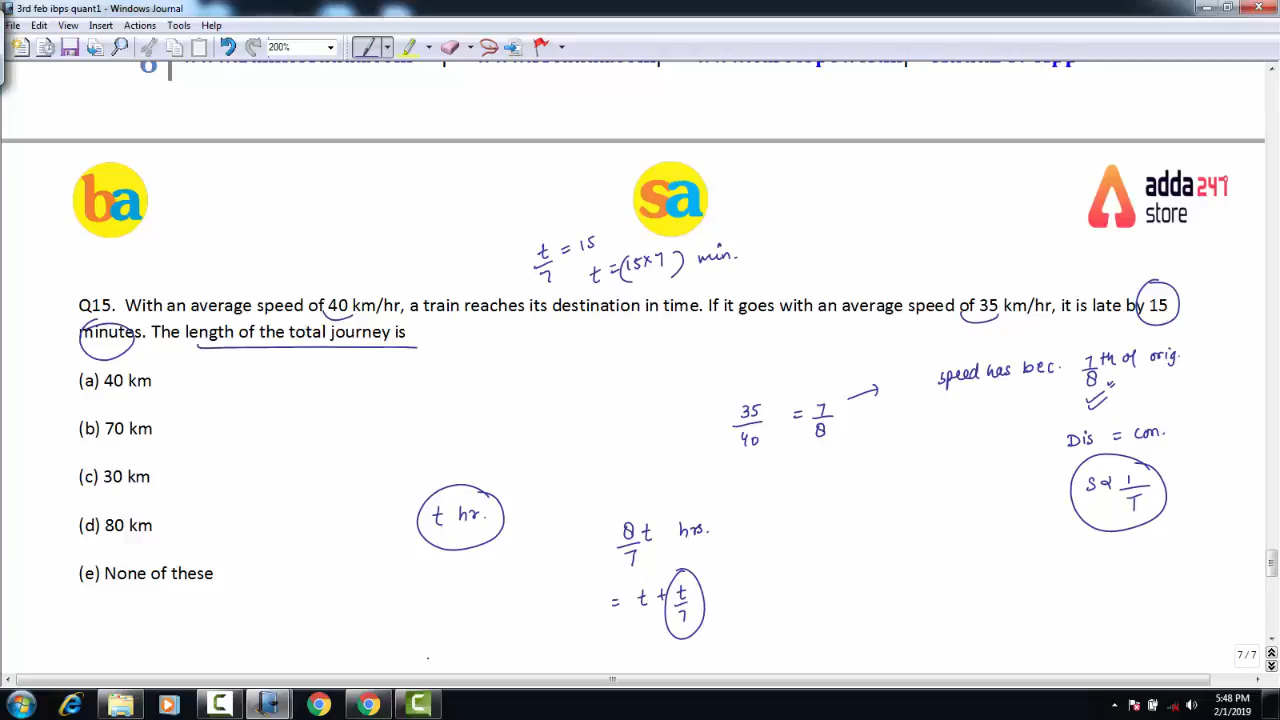 3rd feb ibps quant1 - Windows Journal
File Edit View Insert Actions Tools Help
200%
8
ba
sa
adda 247
store
t/7 = 15
t = (15×7) min.
Q15. With an average speed of 40 km/hr, a train reaches its destination in time. If it goes with an average speed of 35 km/hr, it is late by 15
minutes. The length of the total journey is
speed has bec. 7/8 th of orig.
(a) 40 km
35/40 = 7/8
(b) 70 km
Dis = con.
(c) 30 km
S ∝ 1/T
t hr.
(d) 80 km
8/7 t hrs.
(e) None of these
= t + t/7
7 / 7
5:48 PM
2/1/2019